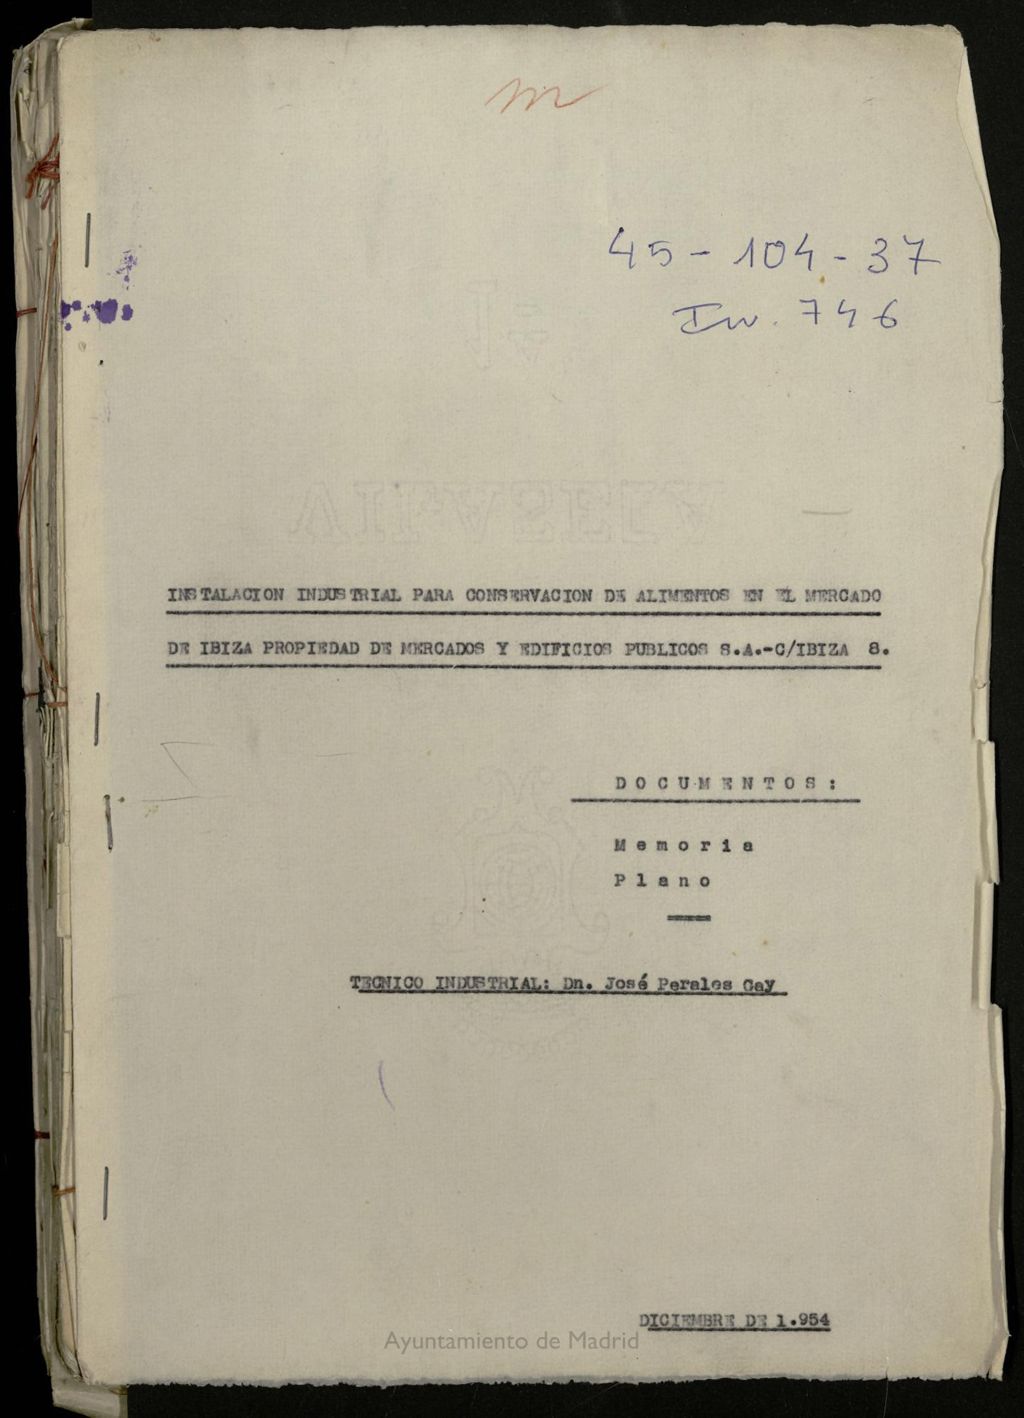 m
45-104-37
Inv. 746
INSTALACION INDUSTRIAL PARA CONSERVACION DE ALIMENTOS EN EL MERCADO
DE IBIZA PROPIEDAD DE MERCADOS Y EDIFICIOS PUBLICOS S.A.-C/IBIZA 8.
DOCUMENTOS:
Memoria
Plano
TECNICO INDUSTRIAL: Dn. José Perales Gay
DICIEMBRE DE 1.954
Ayuntamiento de Madrid